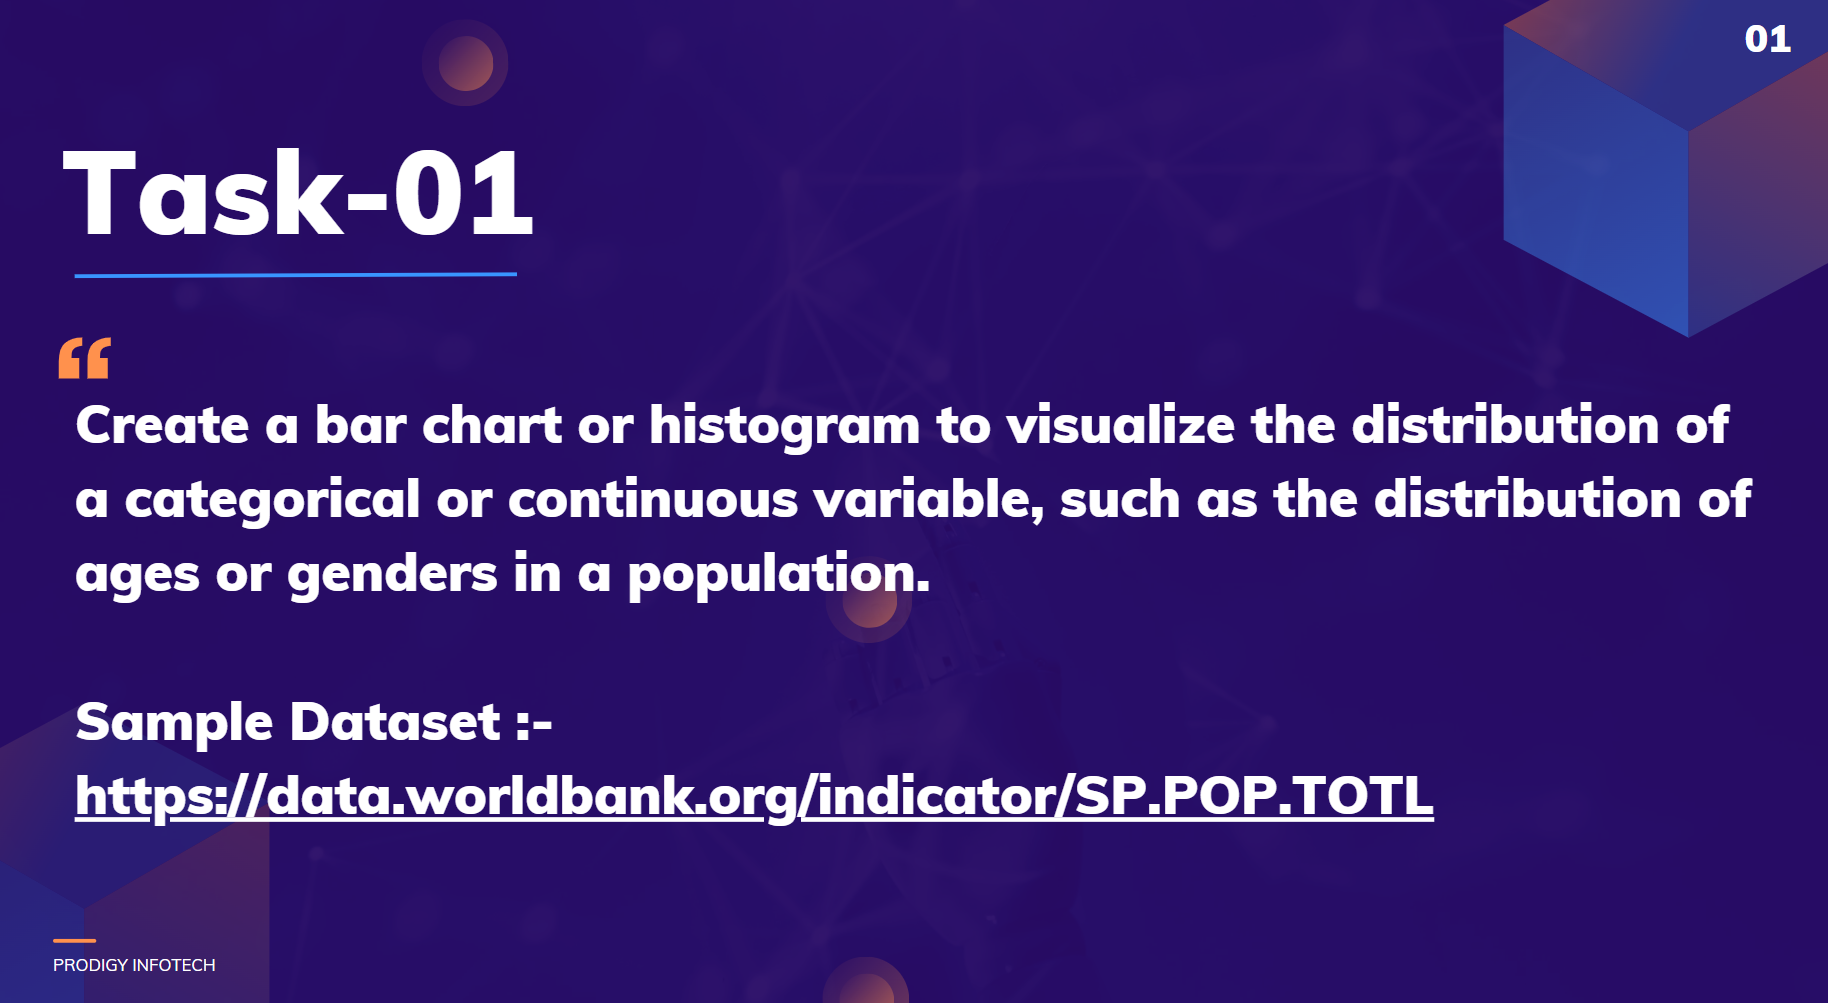 01
Task-01
“
Create a bar chart or histogram to visualize the distribution of
a categorical or continuous variable, such as the distribution of
ages or genders in a population.
Sample Dataset :-
https://data.worldbank.org/indicator/SP.POP.TOTL
PRODIGY INFOTECH